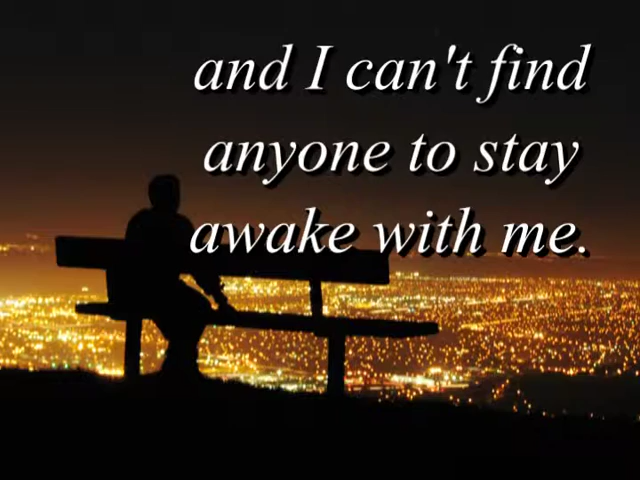 and I can't find
anyone to stay
awake with me.